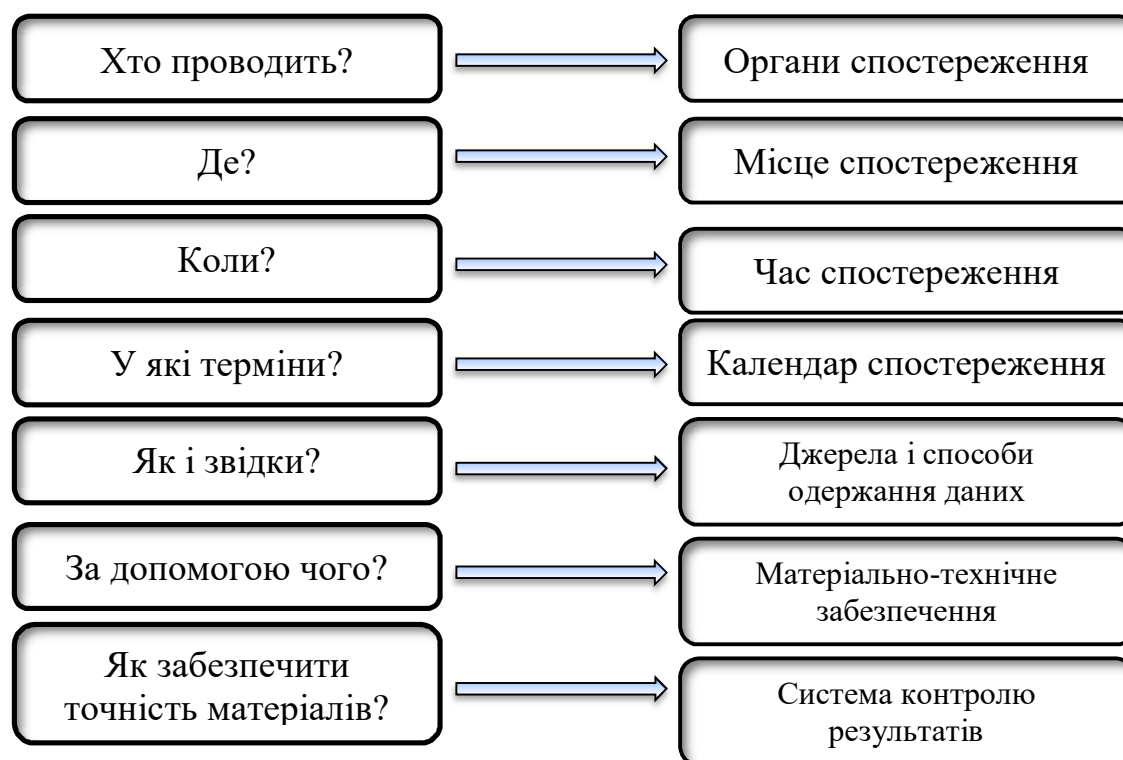 Хто проводить?
Органи спостереження
Де?
Місце спостереження
Коли?
Час спостереження
У які терміни?
Календар спостереження
Як і звідки?
Джерела і способи
одержання даних
За допомогою чого?
Матеріально-технічне
забезпечення
Як забезпечити
точність матеріалів?
Система контролю
результатів